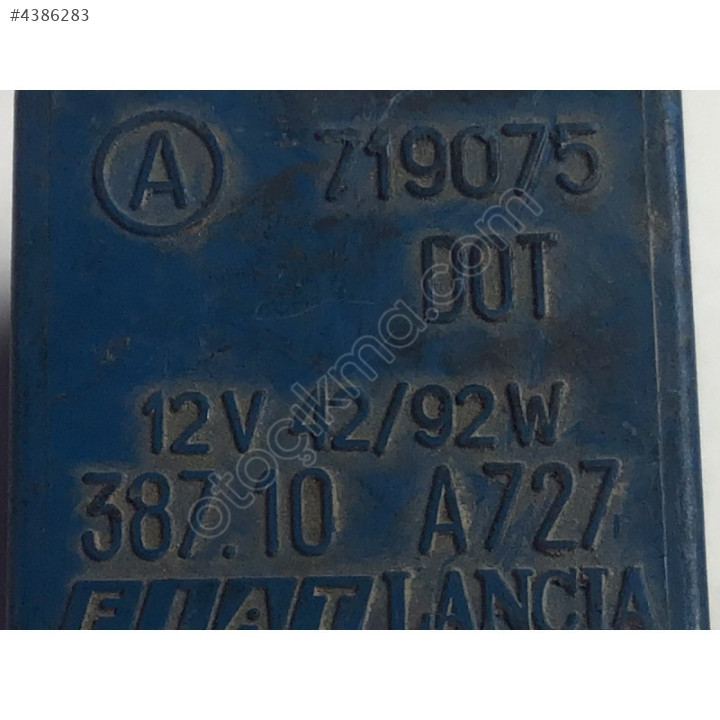 #4386283
A 719075
DOT
12V 42/92W
387.10 A727
FIAT LANCIA
otoçıkma.com